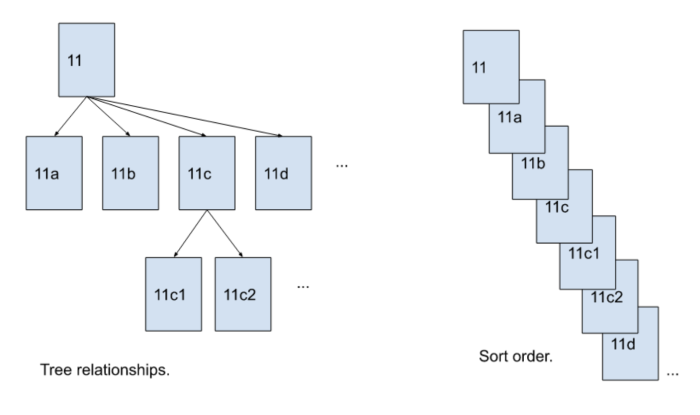 11
11a
11b
11c
11d
...
11c1
11c2
...
Tree relationships.
11
11a
11b
11c
11c1
11c2
11d
...
Sort order.